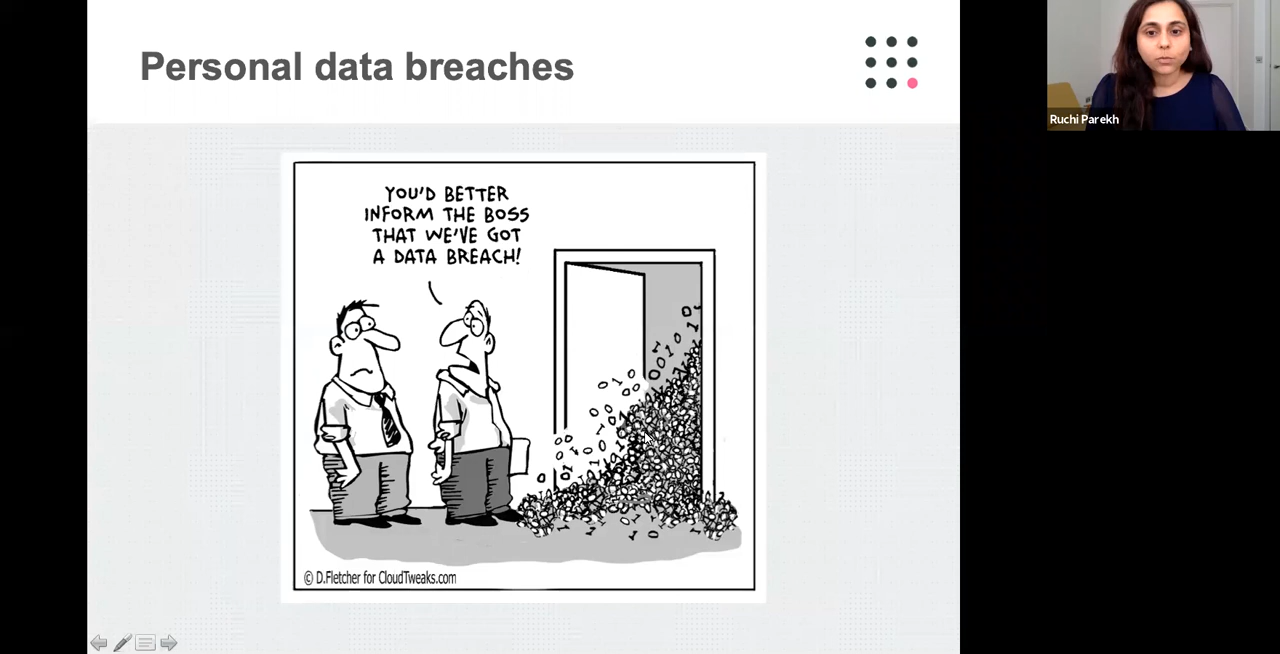 Personal data breaches
Ruchi Parekh
YOU'D BETTER
INFORM THE BOSS
THAT WE'VE GOT
A DATA BREACH!
© D.Fletcher for CloudTweaks.com